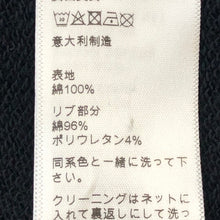 意大利制造
表地
綿100%
リブ部分
綿96%
ポリウレタン4%
同系色と一緒に洗って下
さい。
クリーニングはネットに
入れて裏返しにして洗